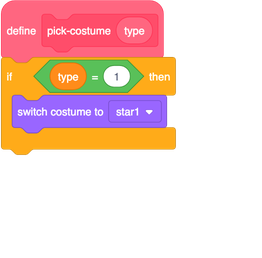 define pick-costume type
if type = 1 then
switch costume to star1